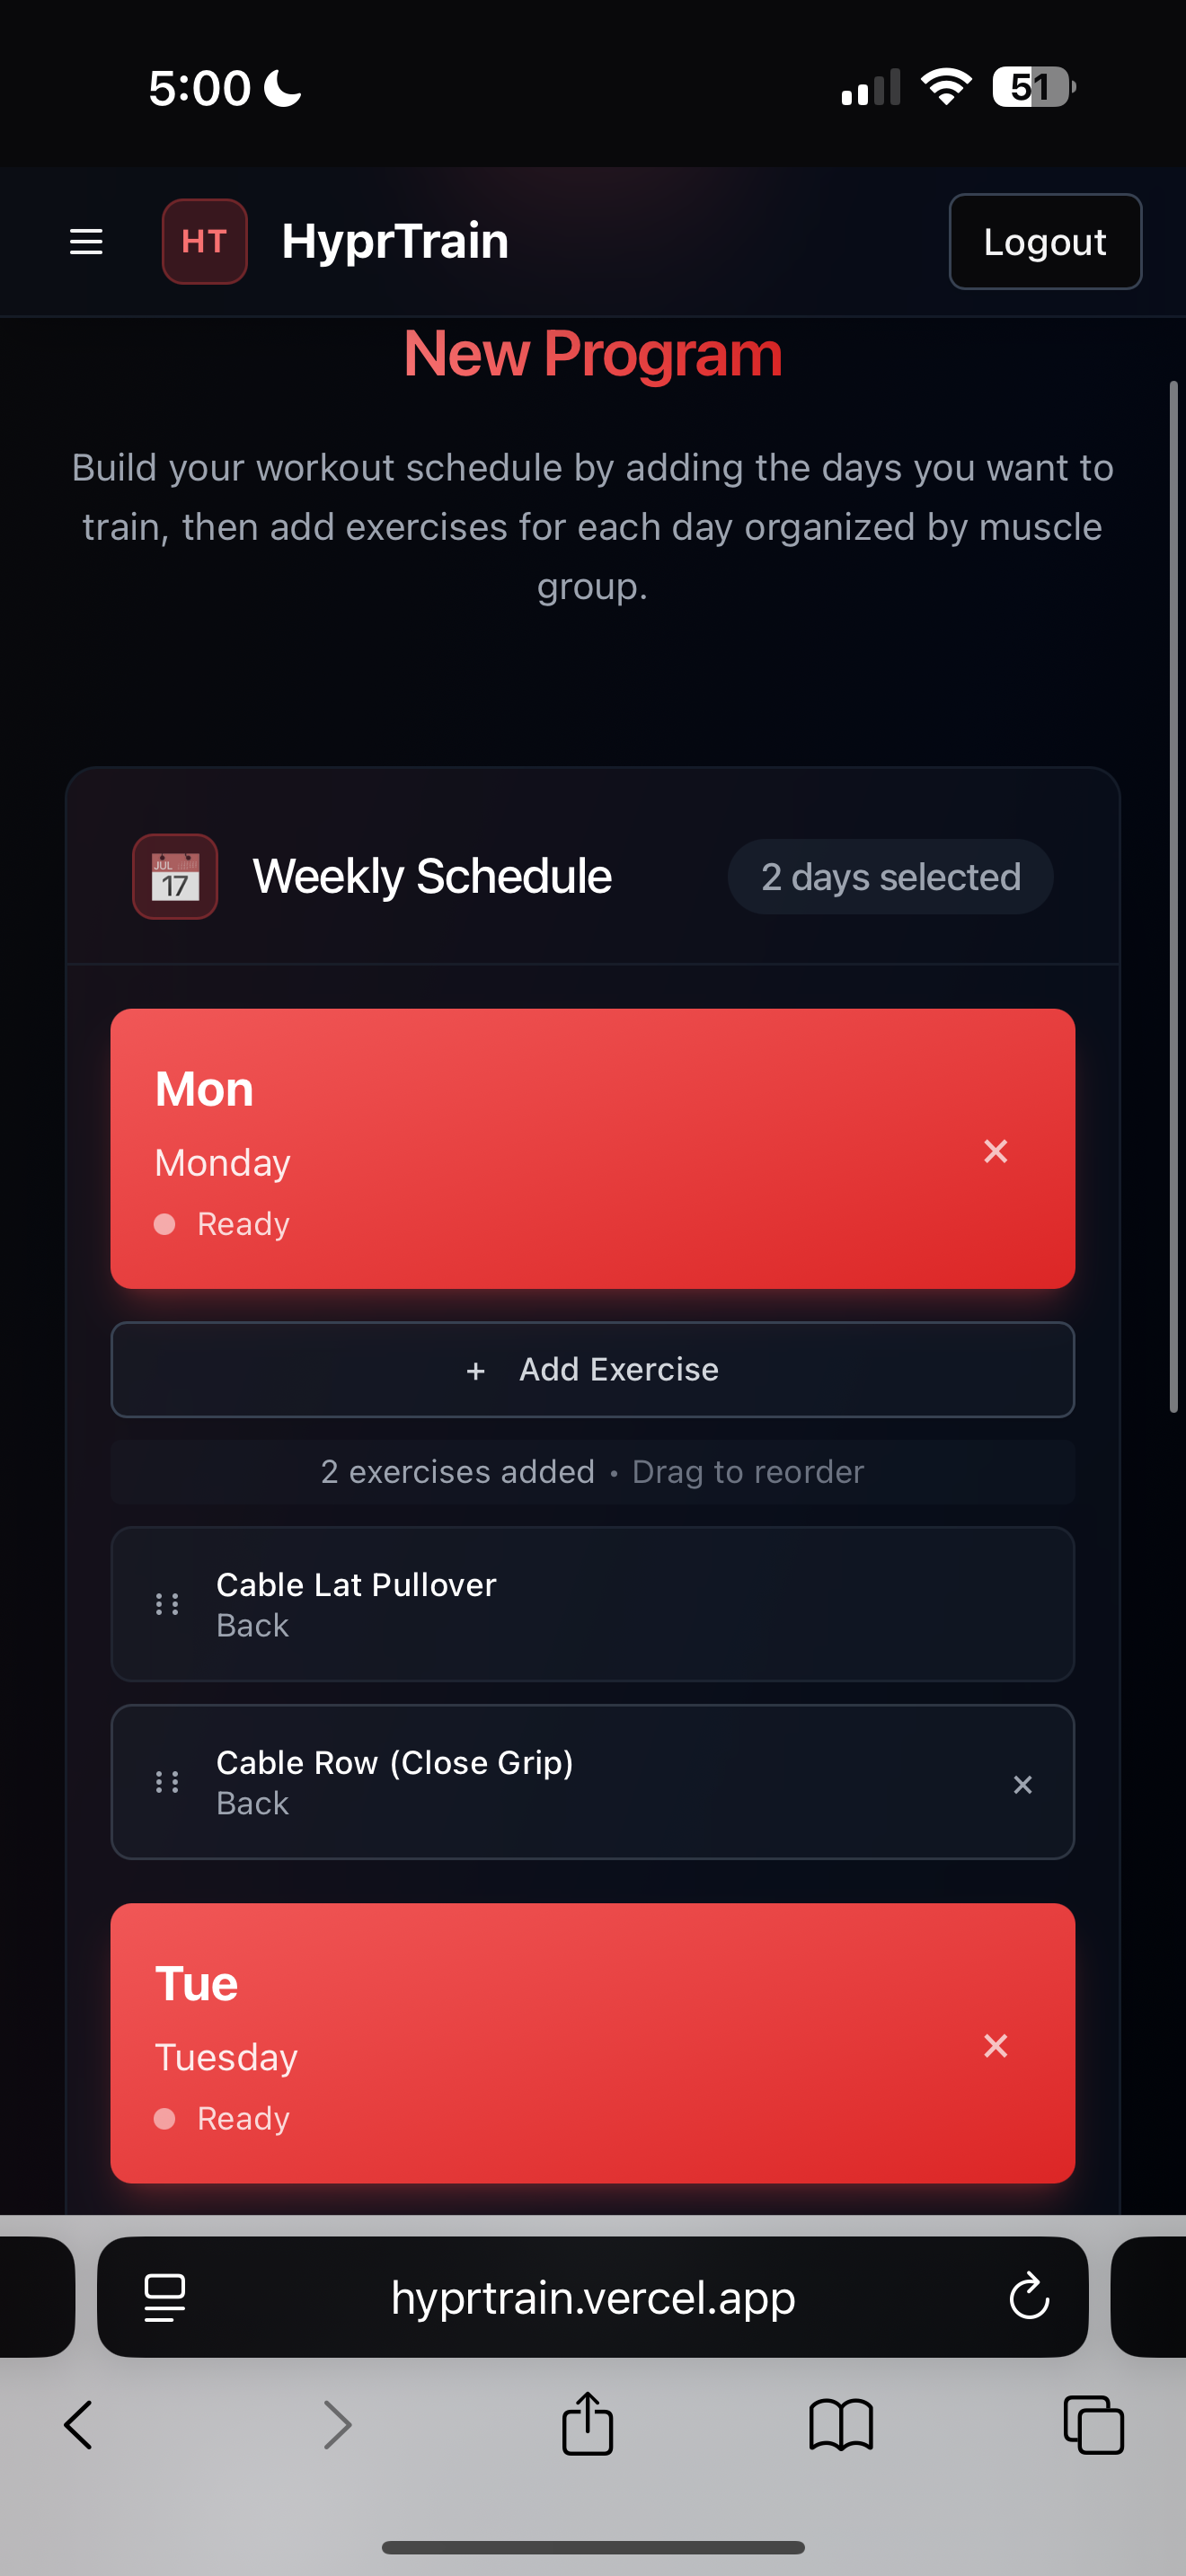 5:00
51
HT HyprTrain Logout
New Program
Build your workout schedule by adding the days you want to
train, then add exercises for each day organized by muscle
group.
JUL
17
Weekly Schedule 2 days selected
Mon
Monday
Ready
+ Add Exercise
2 exercises added • Drag to reorder
Cable Lat Pullover
Back
Cable Row (Close Grip)
Back
Tue
Tuesday
Ready
hyprtrain.vercel.app